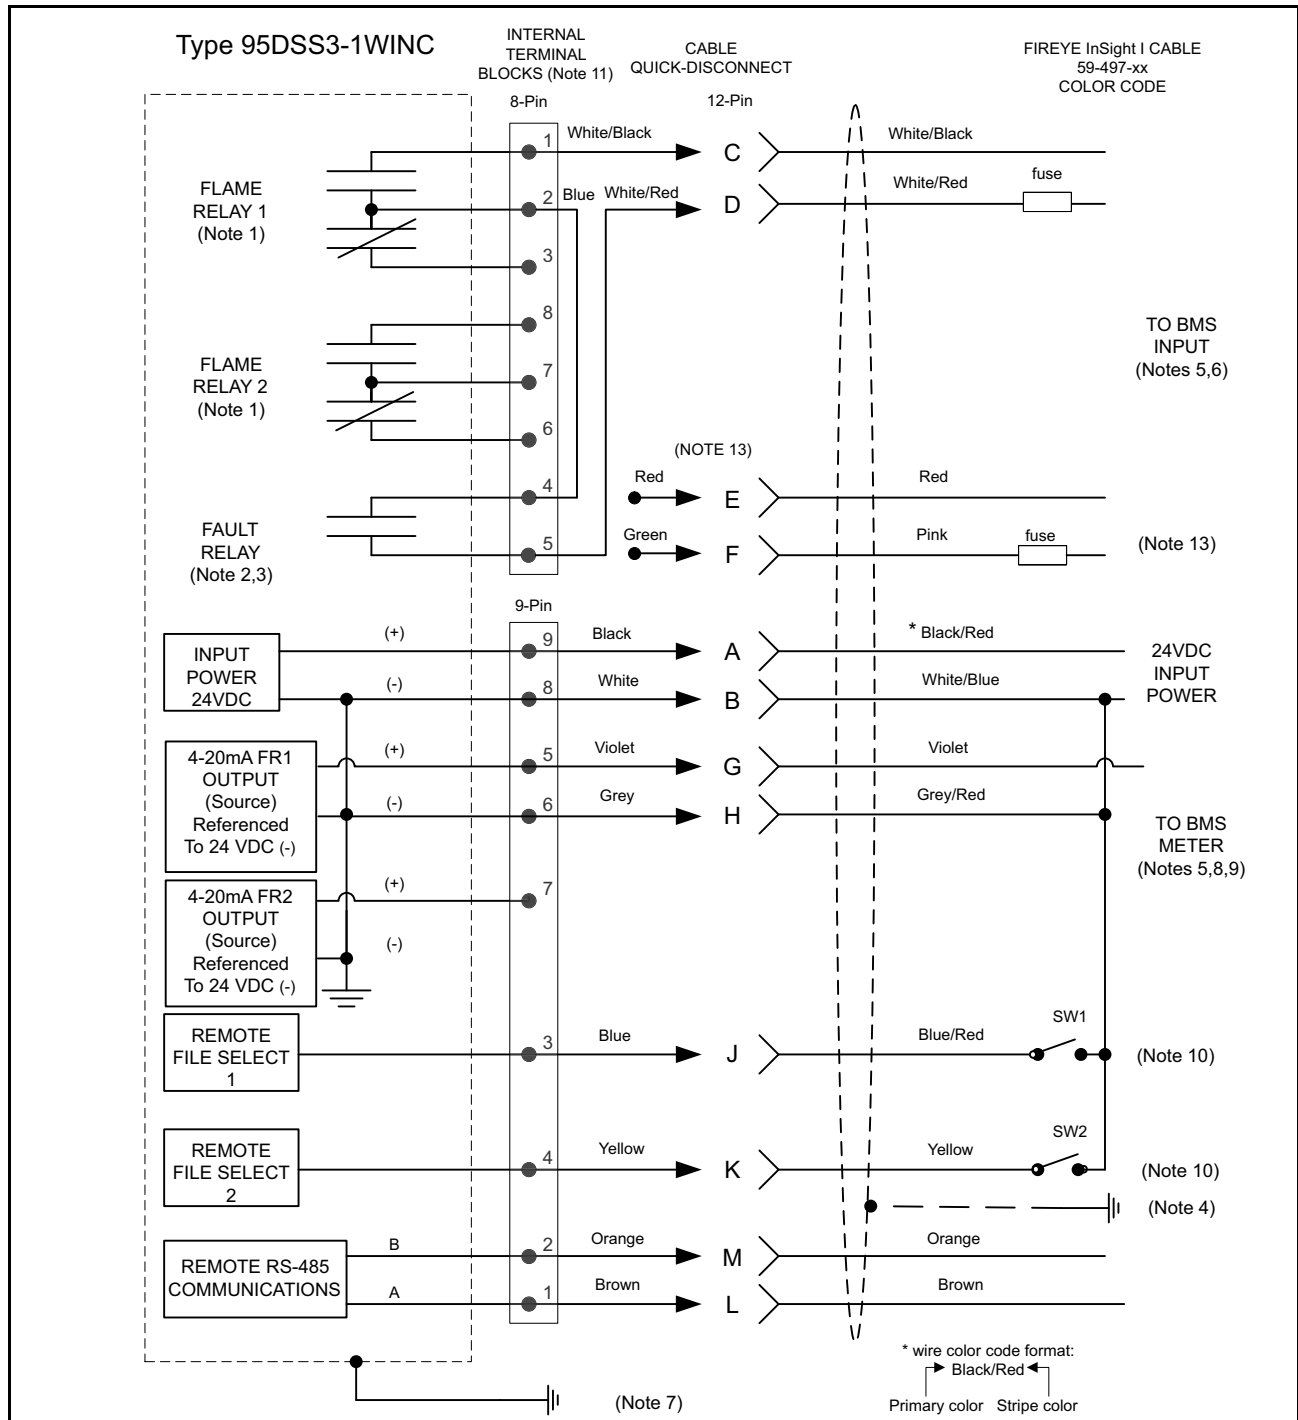 Type 95DSS3-1WINC
INTERNAL
TERMINAL
BLOCKS (Note 11)
8-Pin
CABLE
QUICK-DISCONNECT
12-Pin
FIREYE InSight I CABLE
59-497-xx
COLOR CODE
FLAME
RELAY 1
(Note 1)
1
White/Black
C
White/Black
2
Blue
White/Red
D
White/Red
fuse
3
FLAME
RELAY 2
(Note 1)
8
7
6
TO BMS
INPUT
(Notes 5,6)
(NOTE 13)
FAULT
RELAY
(Note 2,3)
4
Red
E
Red
5
Green
F
Pink
fuse
(Note 13)
9-Pin
INPUT
POWER
24VDC
(+)
9
Black
A
* Black/Red
(-)
8
White
B
White/Blue
24VDC
INPUT
POWER
4-20mA FR1
OUTPUT
(Source)
Referenced
To 24 VDC (-)
(+)
5
Violet
G
Violet
(-)
6
Grey
H
Grey/Red
TO BMS
METER
(Notes 5,8,9)
4-20mA FR2
OUTPUT
(Source)
Referenced
To 24 VDC (-)
(+)
7
(-)
REMOTE
FILE SELECT
1
3
Blue
J
Blue/Red
SW1
(Note 10)
REMOTE
FILE SELECT
2
4
Yellow
K
Yellow
SW2
(Note 10)
(Note 4)
REMOTE RS-485
COMMUNICATIONS
B
2
Orange
M
Orange
A
1
Brown
L
Brown
(Note 7)
* wire color code format:
Black/Red
Primary color
Stripe color